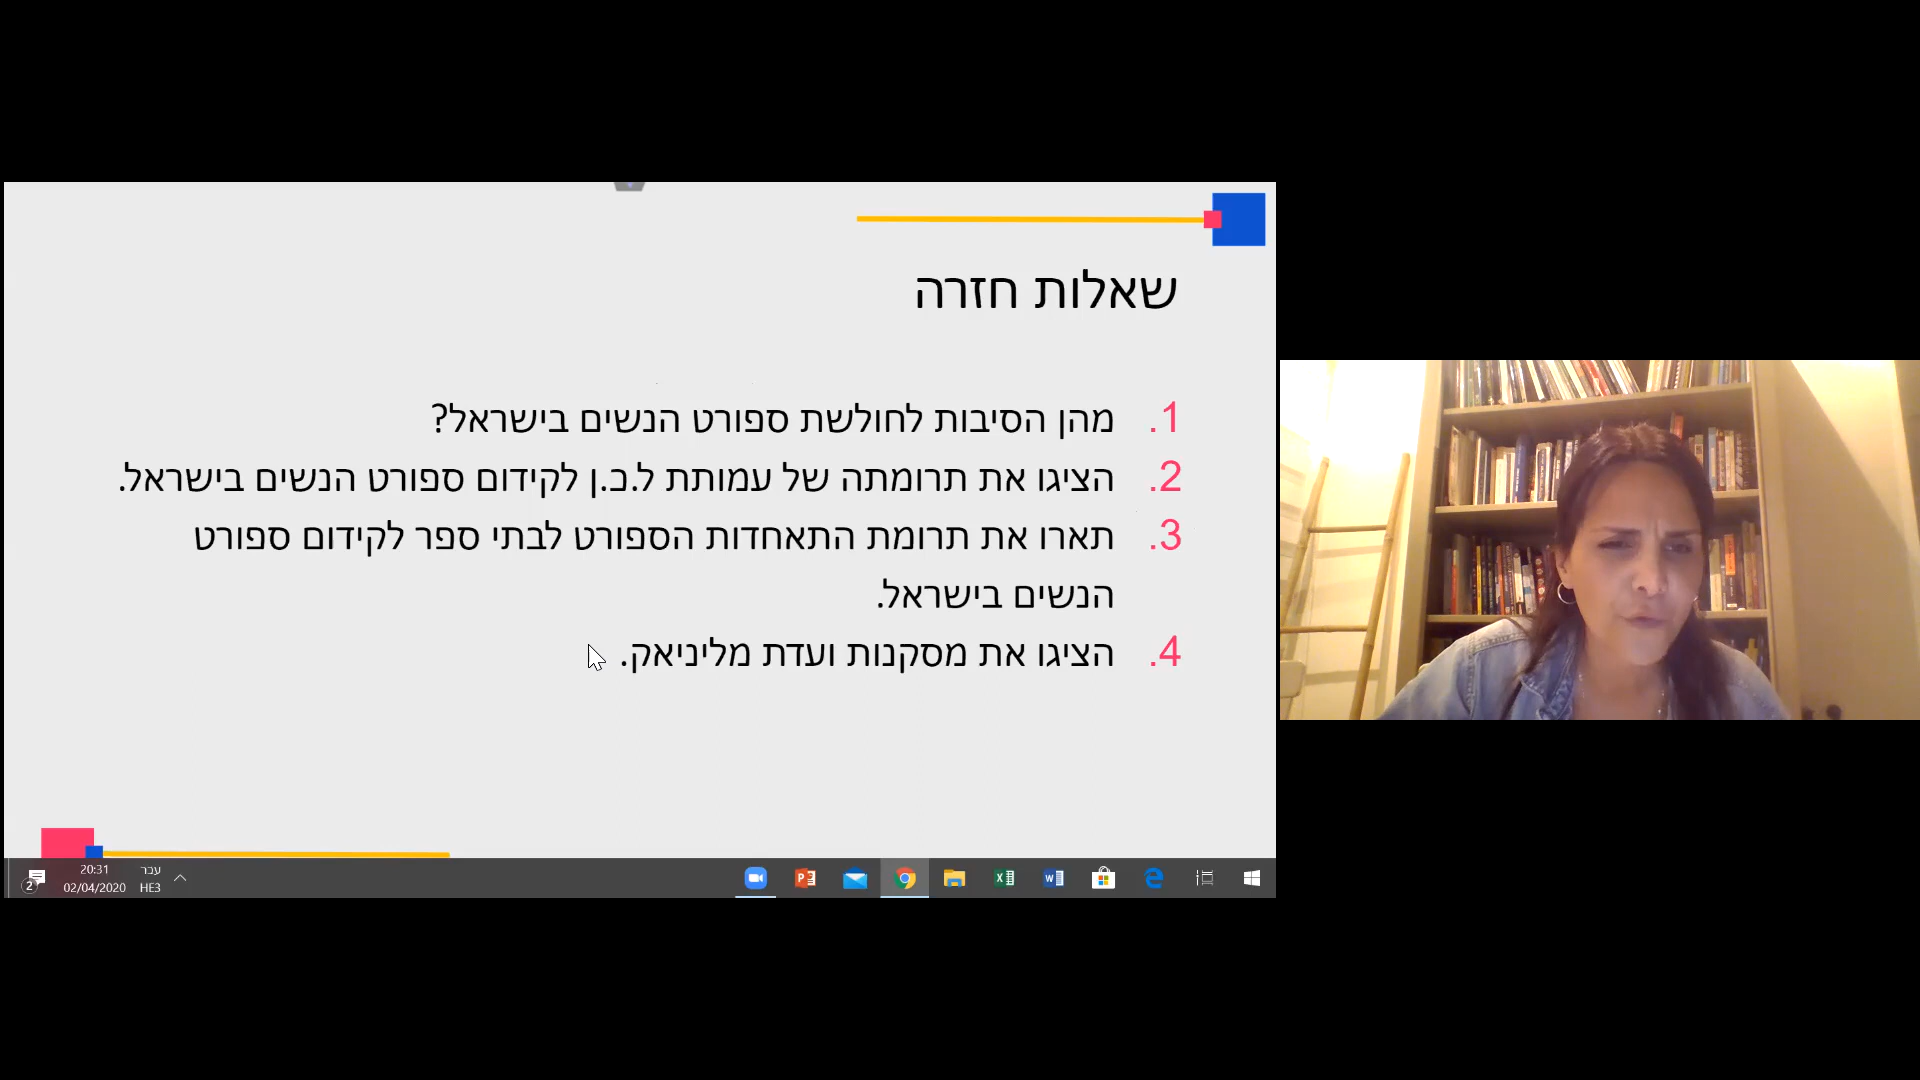 שאלות חזרה
1. מהן הסיבות לחולשת ספורט הנשים בישראל?
2. הציגו את תרומתה של עמותת ל.כ.ן לקידום ספורט הנשים בישראל.
3. תארו את תרומת התאחדות הספורט לבתי ספר לקידום ספורט
הנשים בישראל.
4. הציגו את מסקנות ועדת מליניאק.
20:31
עבר
02/04/2020
HE3
2